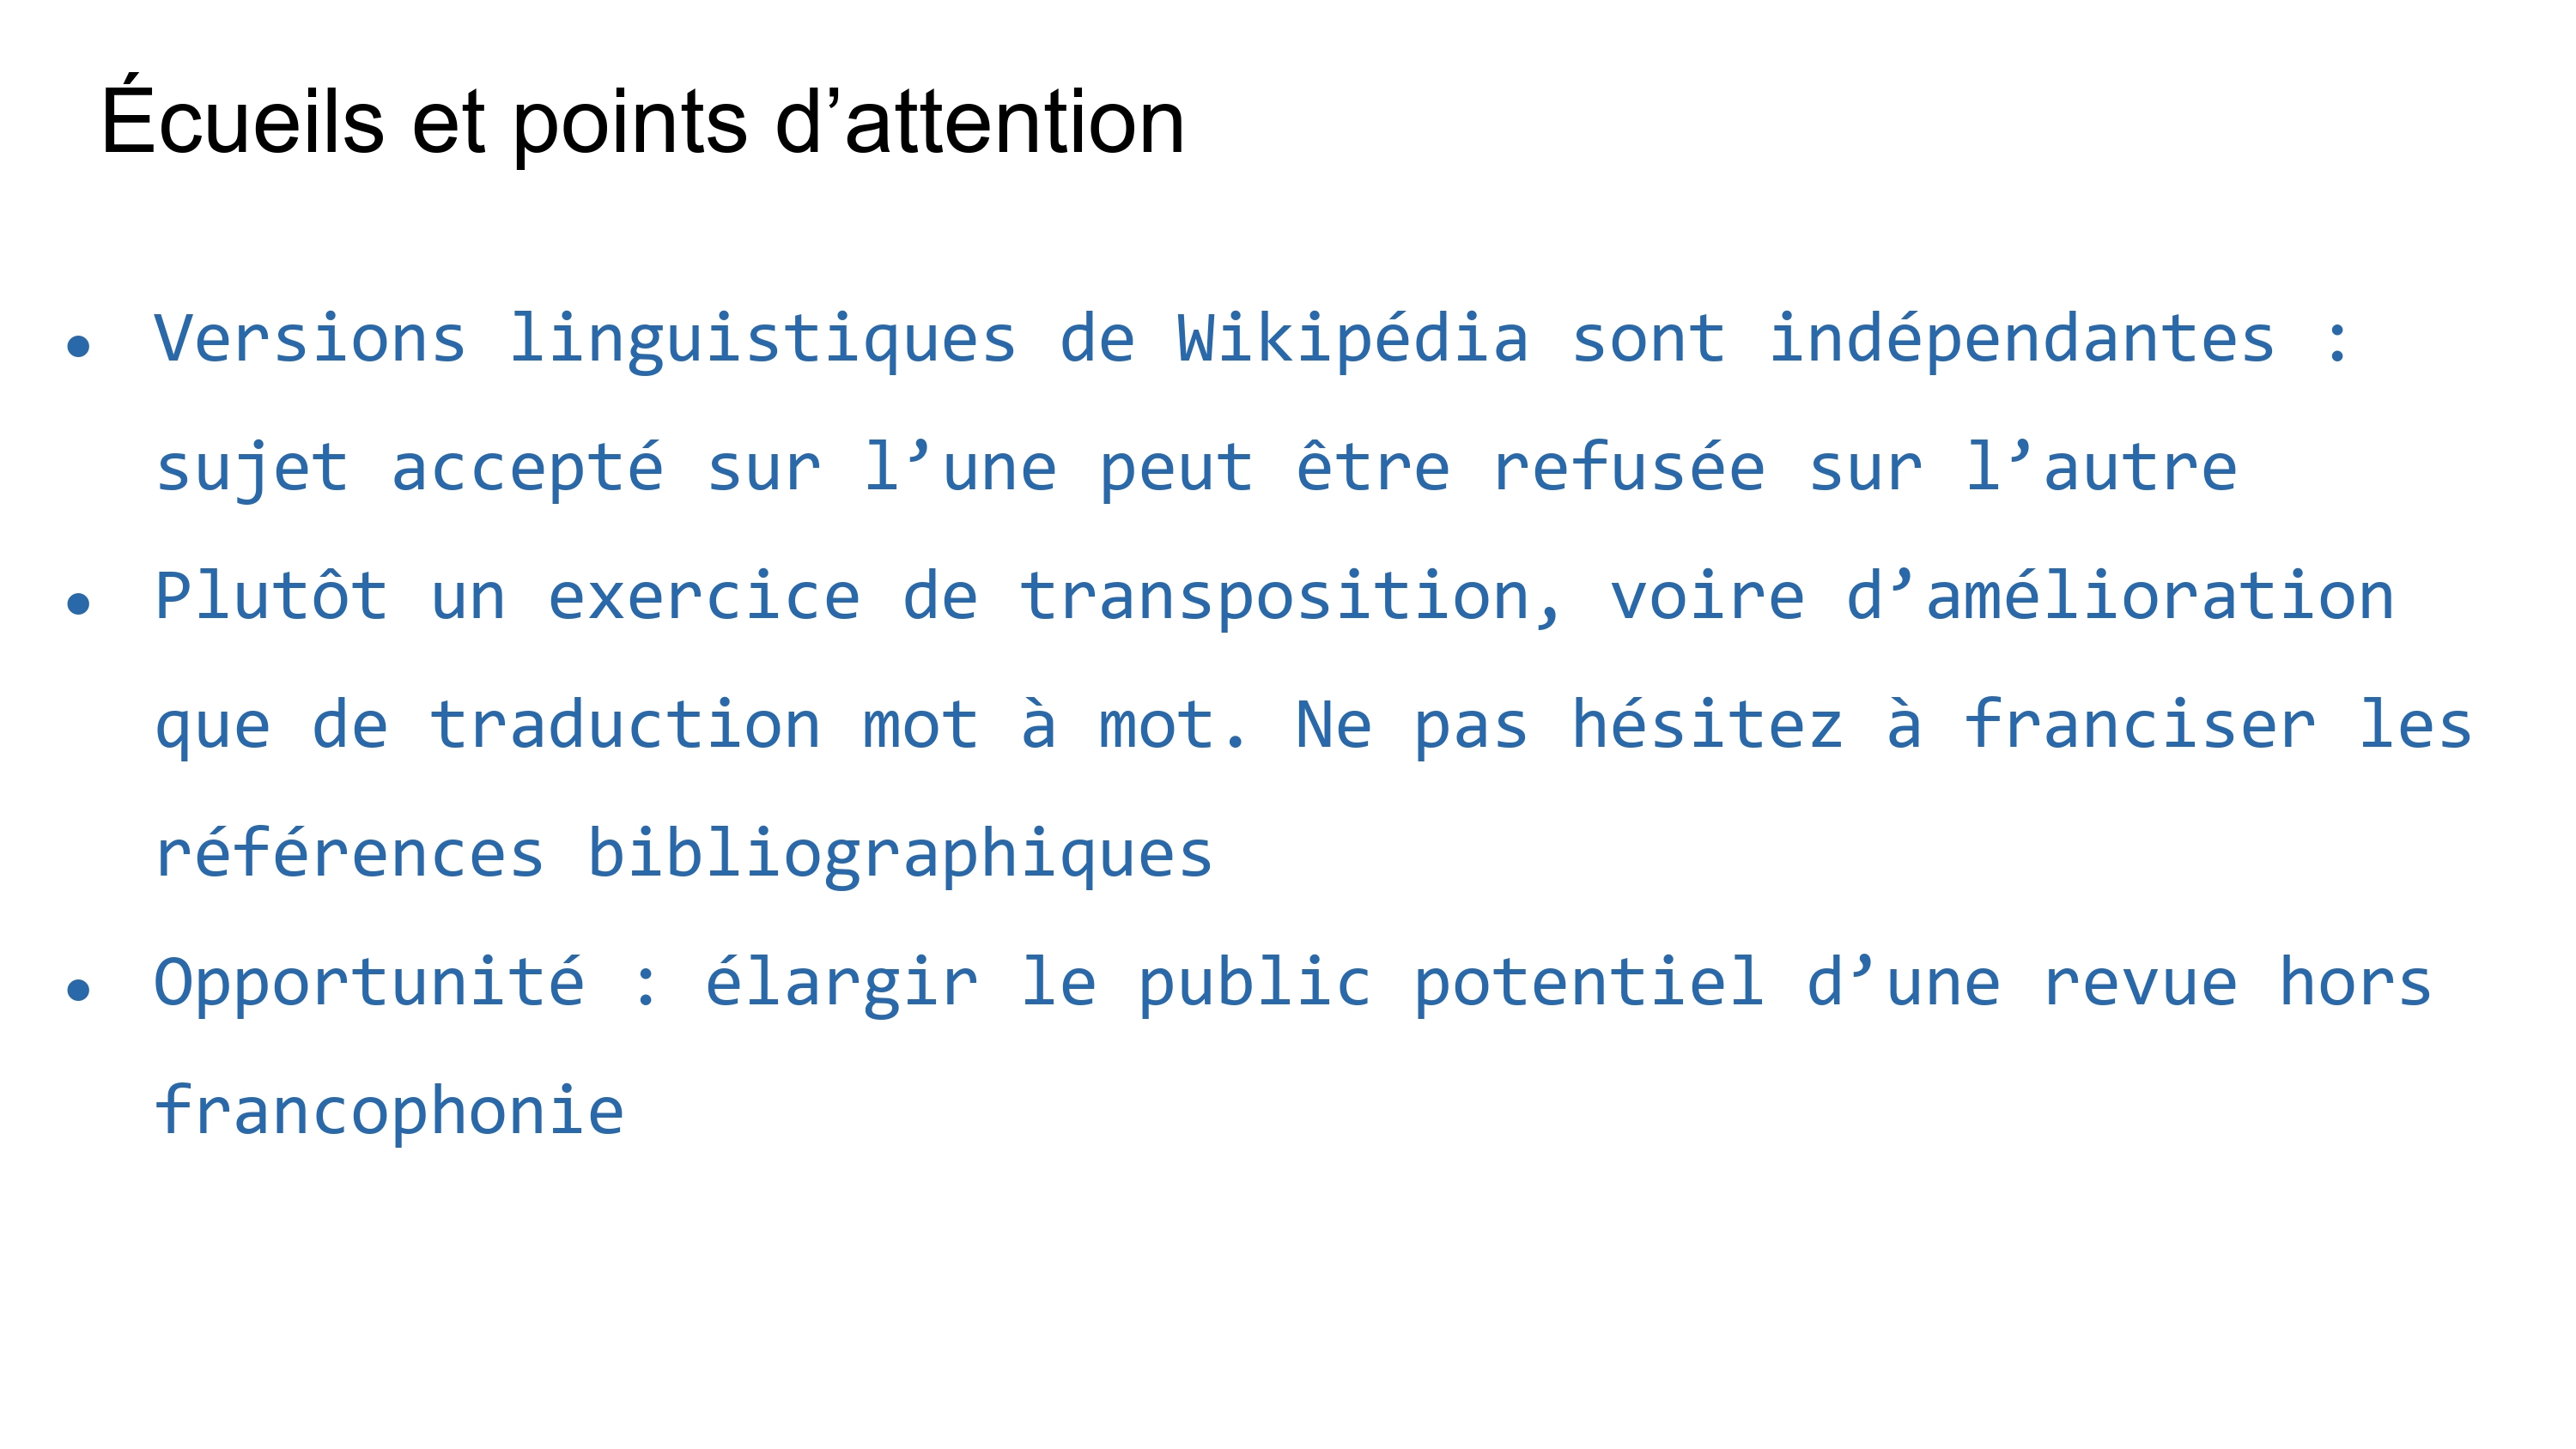 Écueils et points d’attention
● Versions linguistiques de Wikipédia sont indépendantes :
sujet accepté sur l’une peut être refusée sur l’autre
● Plutôt un exercice de transposition, voire d’amélioration
que de traduction mot à mot. Ne pas hésitez à franciser les
références bibliographiques
● Opportunité : élargir le public potentiel d’une revue hors
francophonie